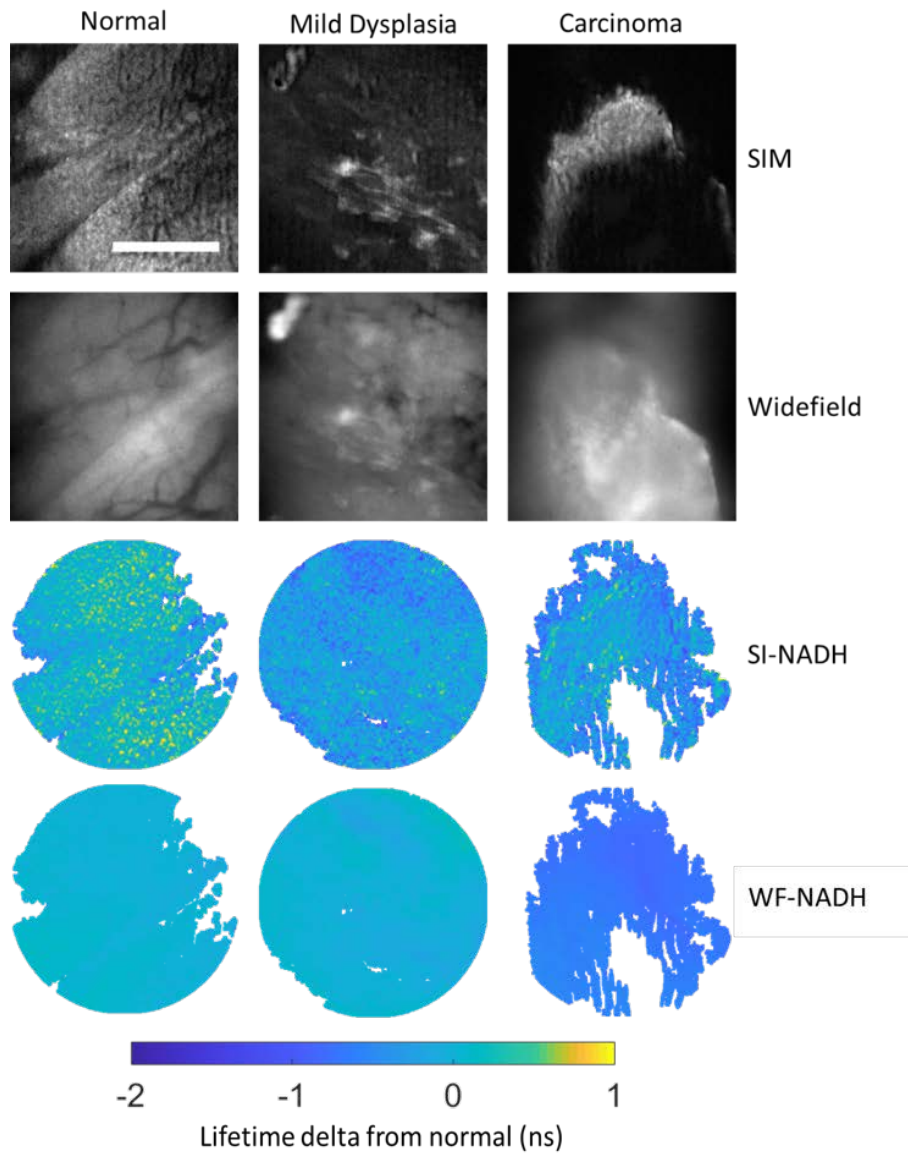 Normal Mild Dysplasia Carcinoma
SIM
Widefield
SI-NADH
WF-NADH
-2 -1 0 1
Lifetime delta from normal (ns)